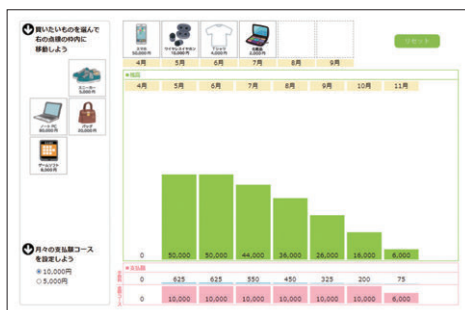 買いたいものを選んで
右の点線の枠内に
移動しよう
スニーカー
5,000円
ノートPC
80,000円
バッグ
20,000円
ゲームソフト
6,000円
月々の支払額コース
を設定しよう
10,000円
5,000円
スマホ
50,000円
ワイヤレスイヤホン
10,000円
Tシャツ
4,000円
化粧品
2,000円
リセット
4月 5月 6月 7月 8月 9月
●残高
4月 5月 6月 7月 8月 9月 10月 11月
0 50,000 50,000 44,000 36,000 26,000 16,000 6,000
●支払額
0 625 625 550 450 325 200 75
0 10,000 10,000 10,000 10,000 10,000 10,000 6,000